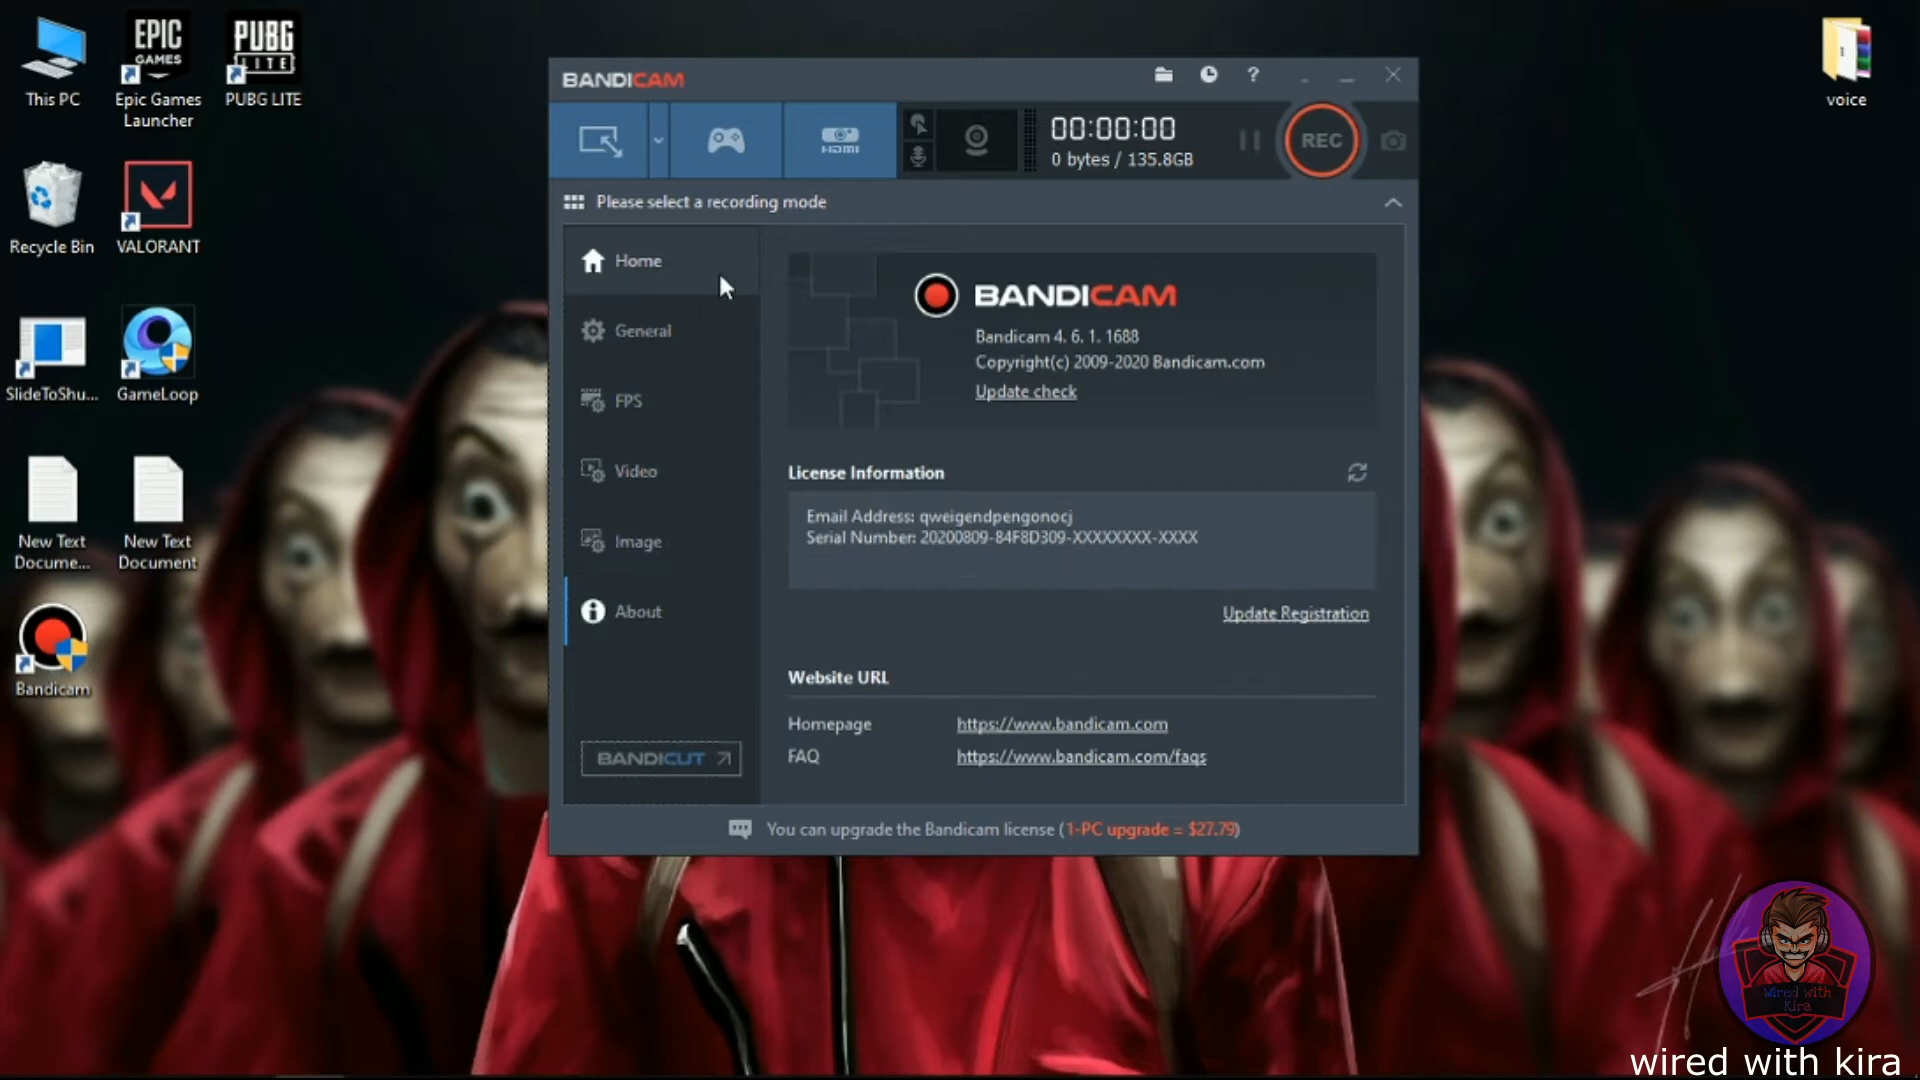 This PC
EPIC
GAMES
Epic Games
Launcher
PUBG
LITE
PUBG LITE
voice
Recycle Bin
VALORANT
SlideToShu...
GameLoop
New Text
Docume...
New Text
Document
Bandicam
BANDICAM
HDMI
00:00:00
0 bytes / 135.8GB
REC
Please select a recording mode
Home
General
FPS
Video
Image
About
BANDICUT
BANDICAM
Bandicam 4. 6. 1. 1688
Copyright(c) 2009-2020 Bandicam.com
Update check
License Information
Email Address: qweigendpengonocj
Serial Number: 20200809-84F8D309-XXXXXXXX-XXXX
Update Registration
Website URL
Homepage https://www.bandicam.com
FAQ https://www.bandicam.com/faqs
You can upgrade the Bandicam license (1-PC upgrade = $27.79)
wired with
Kira
wired with kira